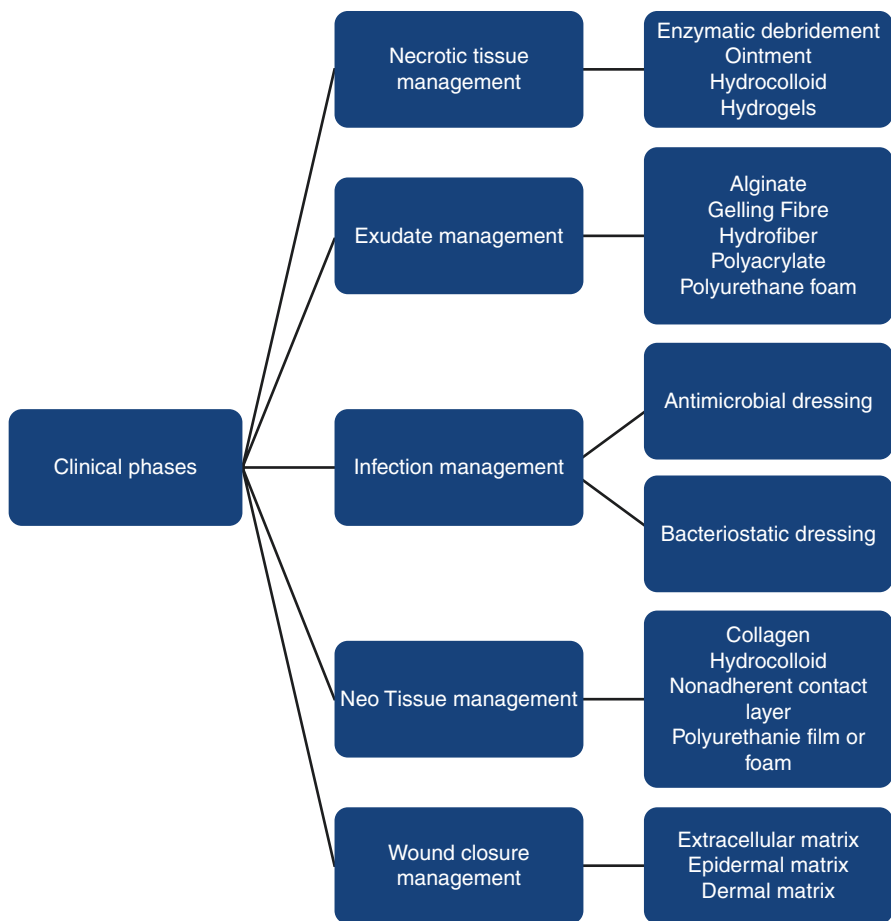 Clinical phases
Necrotic tissue
management
Enzymatic debridement
Ointment
Hydrocolloid
Hydrogels
Exudate management
Alginate
Gelling Fibre
Hydrofiber
Polyacrylate
Polyurethane foam
Infection management
Antimicrobial dressing
Bacteriostatic dressing
Neo Tissue management
Collagen
Hydrocolloid
Nonadherent contact
layer
Polyurethanie film or
foam
Wound closure
management
Extracellular matrix
Epidermal matrix
Dermal matrix